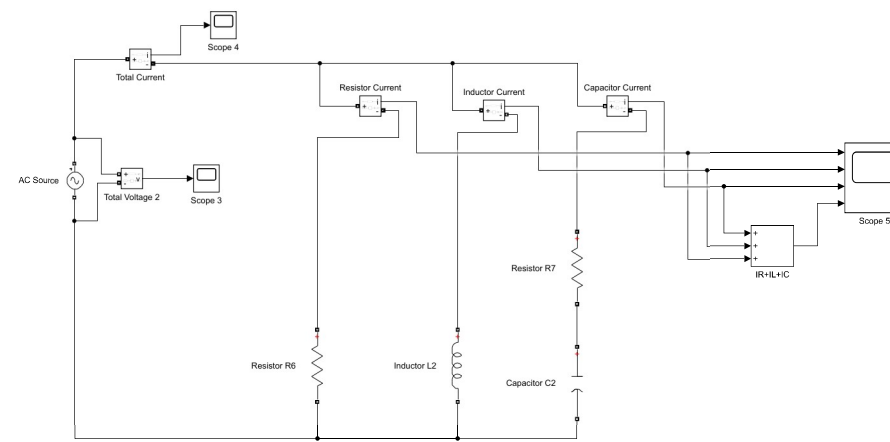 Scope 4
Total Current
Resistor Current
Inductor Current
Capacitor Current
i
+
-
i
+
-
i
+
-
i
+
-
AC Source
+
-
v
Total Voltage 2
Scope 3
Scope 5
+
+
+
IR+IL+IC
Resistor R7
+
Resistor R6
+
Inductor L2
+
Capacitor C2
+